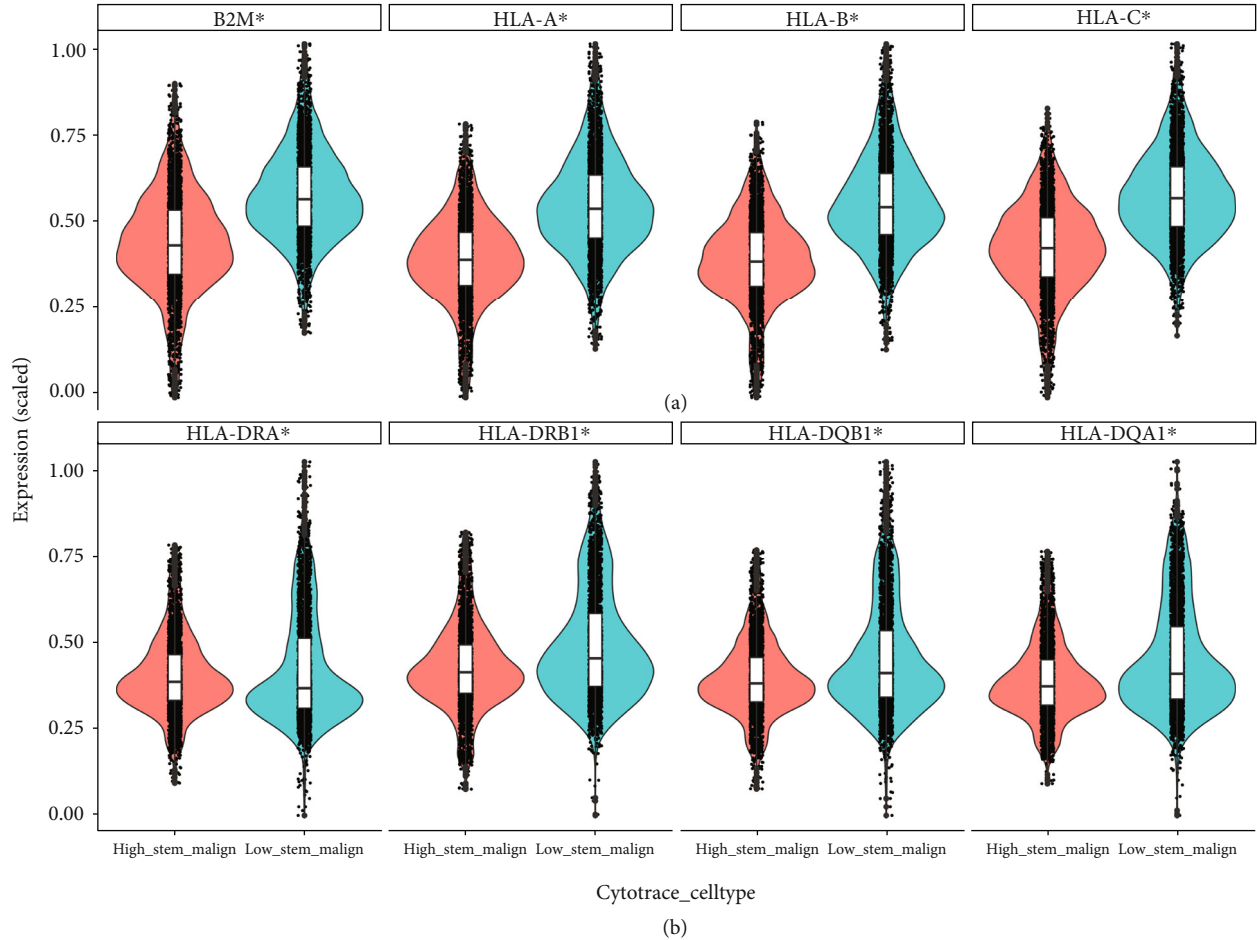 B2M* HLA-A* HLA-B* HLA-C*
1.00
0.75
0.50
0.25
0.00
(a)
Expression (scaled)
HLA-DRA* HLA-DRB1* HLA-DQB1* HLA-DQA1*
1.00
0.75
0.50
0.25
0.00
High_stem_malign Low_stem_malign High_stem_malign Low_stem_malign High_stem_malign Low_stem_malign High_stem_malign Low_stem_malign
Cytotrace_celltype
(b)